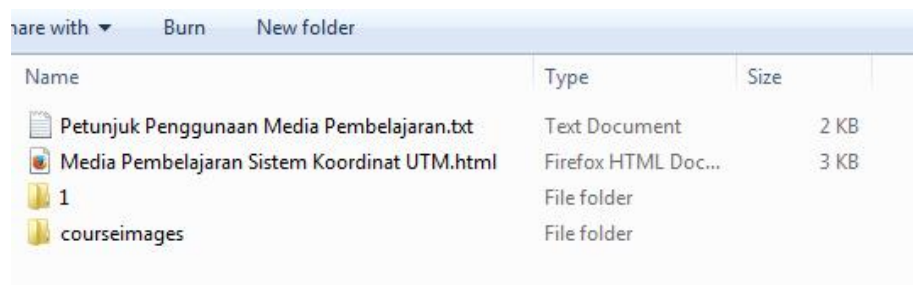 hare with Burn New folder
Name Type Size
Petunjuk Penggunaan Media Pembelajaran.txt Text Document 2 KB
Media Pembelajaran Sistem Koordinat UTM.html Firefox HTML Doc... 3 KB
1 File folder
courseimages File folder